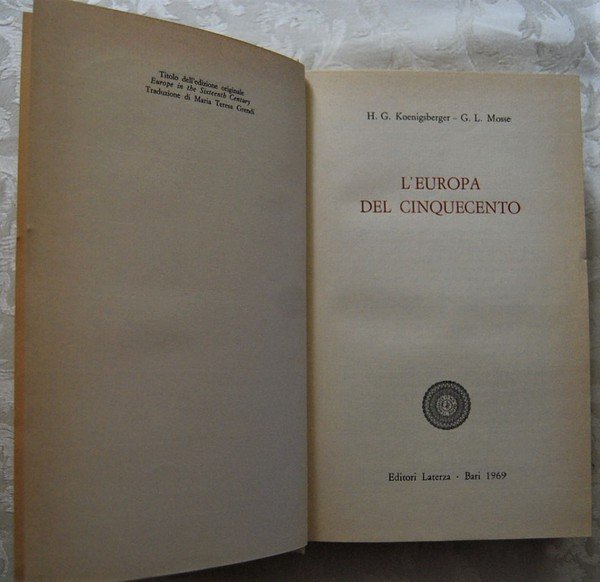 Titolo dell'edizione originale
Europe in the Sixteenth Century
Traduzione di Maria Teresa Grendi
H. G. Koenigsberger - G. L. Mosse
L'EUROPA
DEL CINQUECENTO
Editori Laterza · Bari 1969